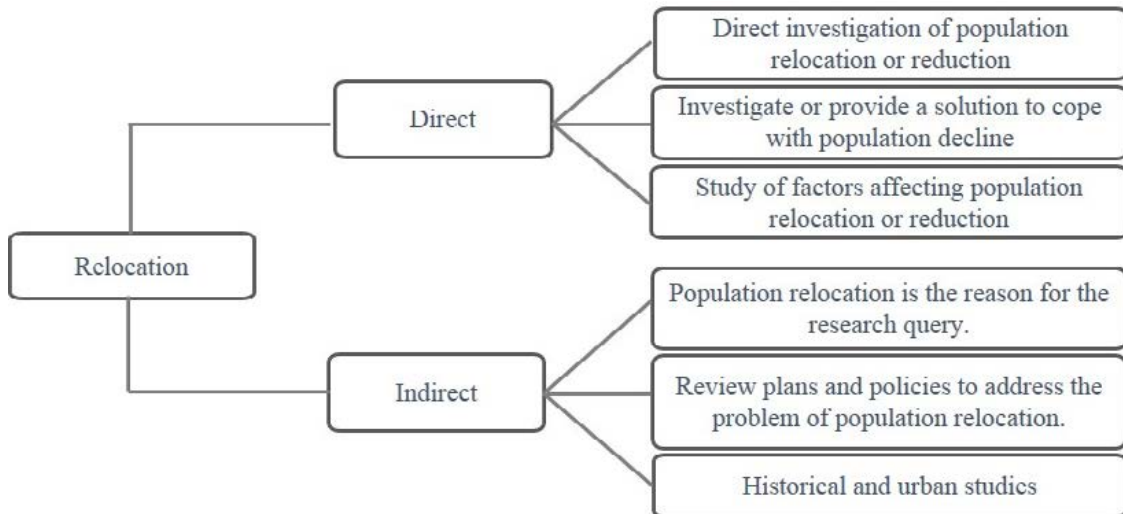 Direct investigation of population
relocation or reduction
Direct
Investigate or provide a solution to cope
with population decline
Study of factors affecting population
relocation or reduction
Relocation
Population relocation is the reason for the
research query.
Indirect
Review plans and policies to address the
problem of population relocation.
Historical and urban studies